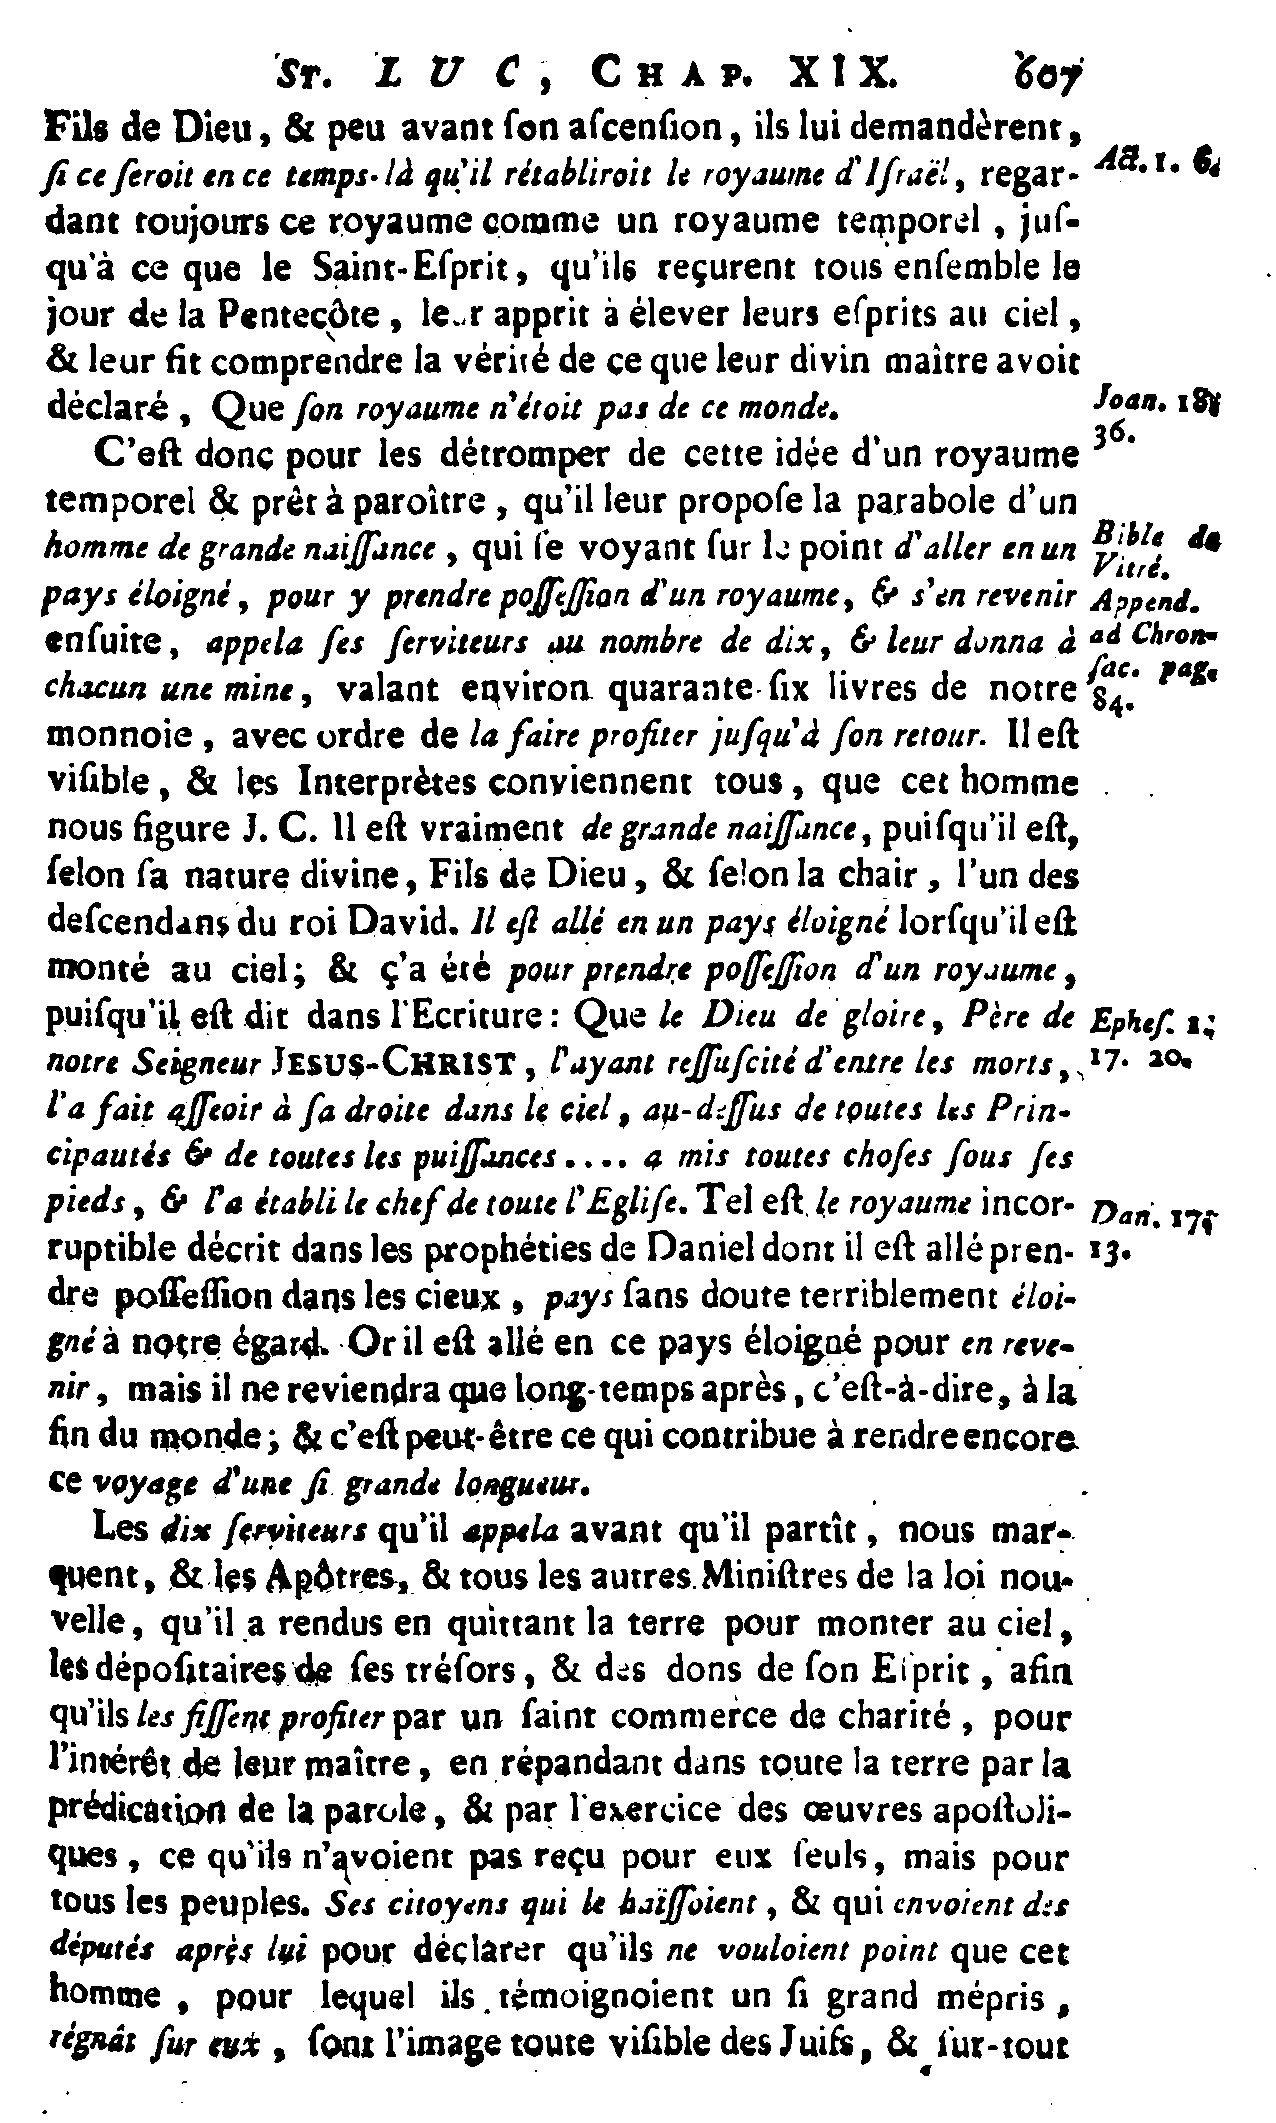 St. LUC, CHAP. XIX. 607
Fils de Dieu, & peu avant ſon aſcenſion, ils lui demandèrent,
ſi ce ſeroit en ce temps-là qu'il rétabliroit le royaume d'Iſraël, regar-
Act. 1. 6.
dant toujours ce royaume comme un royaume temporel, juſ-
qu'à ce que le Saint-Eſprit, qu'ils reçurent tous enſemble le
jour de la Pentecôte, leur apprit à élever leurs eſprits au ciel,
& leur fit comprendre la vérité de ce que leur divin maître avoit
déclaré, Que ſon royaume n'étoit pas de ce monde.
Joan. 18.
36.
C'eſt donc pour les détromper de cette idée d'un royaume
temporel & prêt à paroître, qu'il leur propoſe la parabole d'un
homme de grande naiſſance, qui ſe voyant ſur le point d'aller en un
Bible de
Vitré.
pays éloigné, pour y prendre poſſeſſion d'un royaume, & s'en revenir
Append.
enſuite, appela ſes ſerviteurs au nombre de dix, & leur donna à
ad Chron-
chacun une mine, valant environ quarante-ſix livres de notre
ſac. pag.
84.
monnoie, avec ordre de la faire profiter juſqu'à ſon retour. Il eſt
viſible, & les Interprètes conviennent tous, que cet homme
nous figure J. C. Il eſt vraiment de grande naiſſance, puiſqu'il eſt,
ſelon ſa nature divine, Fils de Dieu, & ſelon la chair, l'un des
deſcendans du roi David. Il eſt allé en un pays éloigné lorſqu'il eſt
monté au ciel; & ç'a été pour prendre poſſeſſion d'un royaume,
puiſqu'il eſt dit dans l'Ecriture: Que le Dieu de gloire, Père de
Epheſ. 1.
notre Seigneur JESUS-CHRIST, l'ayant reſſuſcité d'entre les morts,
17. 20.
l'a fait aſſeoir à ſa droite dans le ciel, au-deſſus de toutes les Prin-
cipautés & de toutes les puiſſances.... a mis toutes choſes ſous ſes
pieds, & l'a établi le chef de toute l'Egliſe. Tel eſt le royaume incor-
Dan. 17.
ruptible décrit dans les prophéties de Daniel dont il eſt allé pren-
13.
dre poſſeſſion dans les cieux, pays ſans doute terriblement éloi-
gné à notre égard. Or il eſt allé en ce pays éloigné pour en reve-
nir, mais il ne reviendra que long-temps après, c'eſt-à-dire, à la
fin du monde; & c'eſt peut-être ce qui contribue à rendre encore
ce voyage d'une ſi grande longueur.
Les dix ſerviteurs qu'il appela avant qu'il partît, nous mar-
quent, & les Apôtres, & tous les autres Miniſtres de la loi nou-
velle, qu'il a rendus en quittant la terre pour monter au ciel,
les dépoſitaires de ſes tréſors, & des dons de ſon Eſprit, afin
qu'ils les fiſſent profiter par un ſaint commerce de charité, pour
l'intérêt de leur maître, en répandant dans toute la terre par la
prédication de la parole, & par l'exercice des œuvres apoſtoli-
ques, ce qu'ils n'avoient pas reçu pour eux ſeuls, mais pour
tous les peuples. Ses citoyens qui le haïſſoient, & qui envoient des
députés après lui pour déclarer qu'ils ne vouloient point que cet
homme, pour lequel ils témoignoient un ſi grand mépris,
régnât ſur eux, ſont l'image toute viſible des Juifs, & ſur-tout